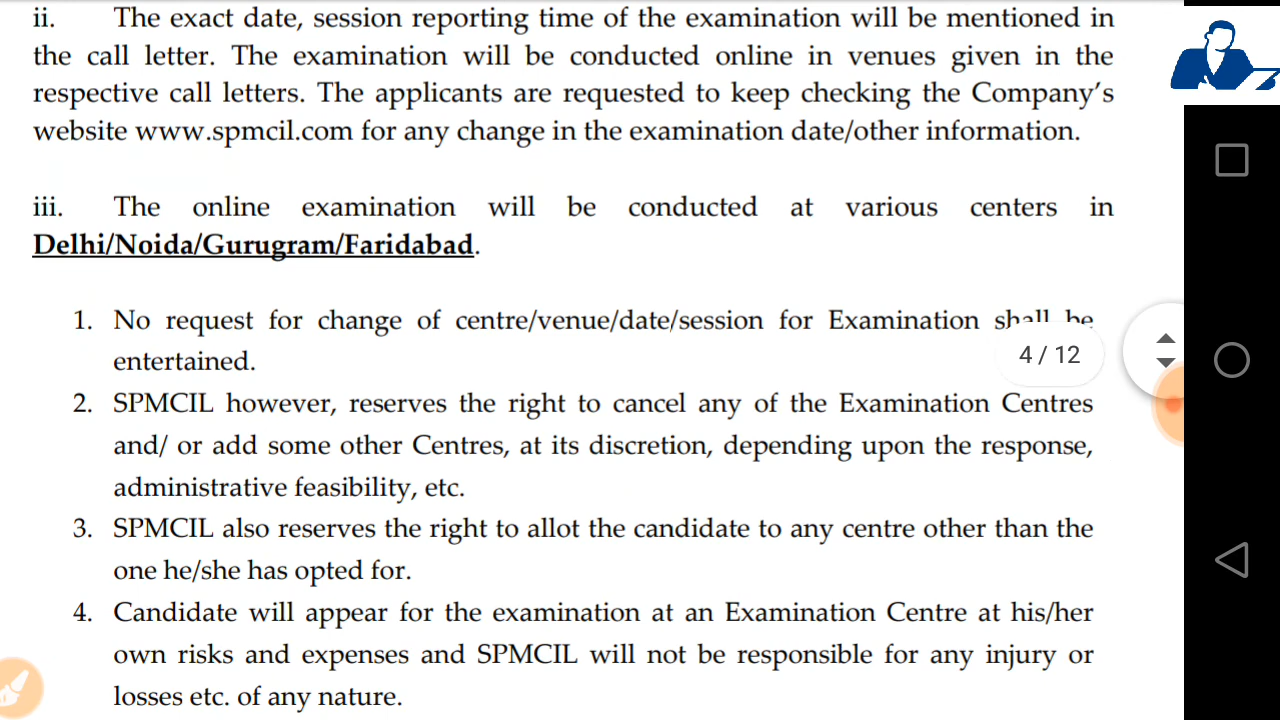 ii. The exact date, session reporting time of the examination will be mentioned in
the call letter. The examination will be conducted online in venues given in the
respective call letters. The applicants are requested to keep checking the Company's
website www.spmcil.com for any change in the examination date/other information.
iii. The online examination will be conducted at various centers in
Delhi/Noida/Gurugram/Faridabad.
1. No request for change of centre/venue/date/session for Examination shall be
entertained.
4 / 12
2. SPMCIL however, reserves the right to cancel any of the Examination Centres
and/ or add some other Centres, at its discretion, depending upon the response,
administrative feasibility, etc.
3. SPMCIL also reserves the right to allot the candidate to any centre other than the
one he/she has opted for.
4. Candidate will appear for the examination at an Examination Centre at his/her
own risks and expenses and SPMCIL will not be responsible for any injury or
losses etc. of any nature.